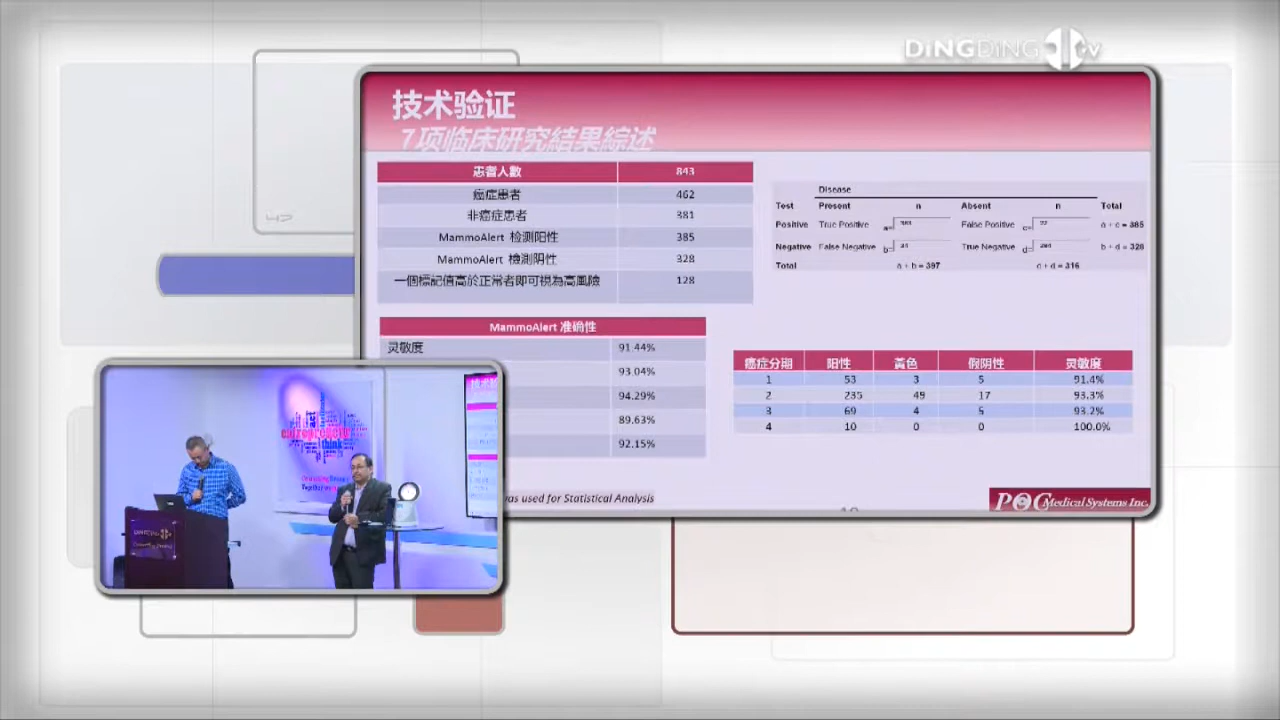 DiNGDiNG TV
技术验证
7项临床研究結果綜述
患者人數 843
癌症患者 462
非癌症患者 381
MammoAlert 检测阳性 385
MammoAlert 檢測阴性 328
一個標記值高於正常者即可視為高風險 128
Disease
Test Present n Absent n Total
Positive True Positive a= False Positive c= a + c = 385
Negative False Negative b= True Negative d= b + d = 328
Total a + b = 397 c + d = 316
MammoAlert 准确性
灵敏度 91.44%
93.04%
94.29%
89.63%
92.15%
癌症分期 阳性 黃色 假阴性 灵敏度
1 53 3 5 91.4%
2 235 49 17 93.3%
3 69 4 5 93.2%
4 10 0 0 100.0%
was used for Statistical Analysis
POC Medical Systems Inc.
think
DiNGDiNG